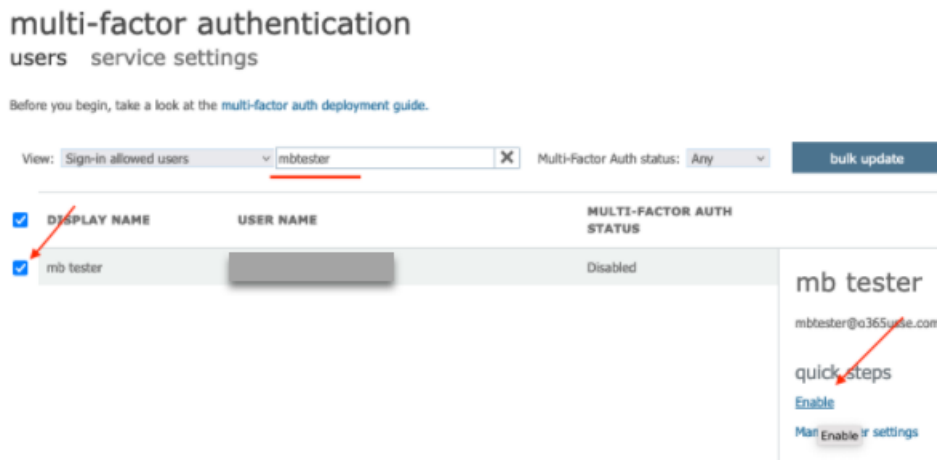 multi-factor authentication
users service settings
Before you begin, take a look at the multi-factor auth deployment guide.
View: Sign-in allowed users mbtester Multi-Factor Auth status: Any bulk update
DISPLAY NAME USER NAME MULTI-FACTOR AUTH
STATUS
mb tester Disabled
mb tester
quick steps
Enable
Enable settings